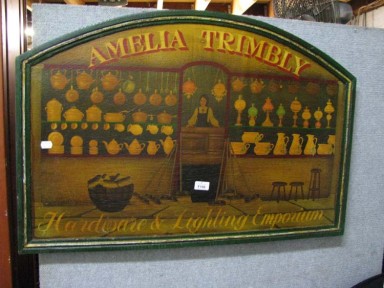 AMELIA TRIMBLY
Hardware & Lighting Emporium